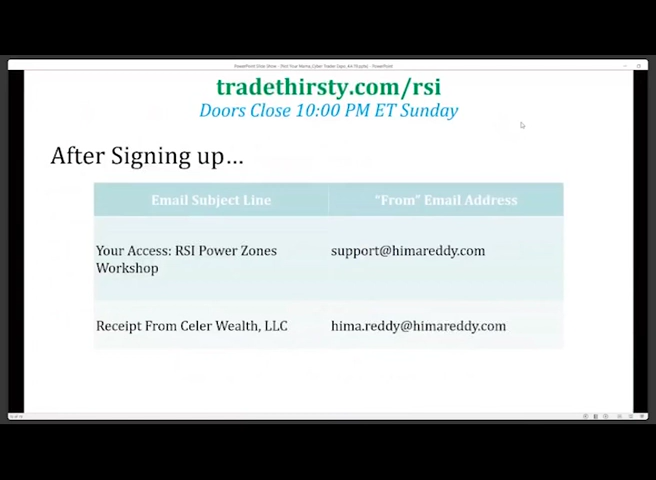 tradethirsty.com/rsi
Doors Close 10:00 PM ET Sunday
After Signing up...
Email Subject Line
"From" Email Address
Your Access: RSI Power Zones
Workshop
support@himareddy.com
Receipt From Celer Wealth, LLC
hima.reddy@himareddy.com